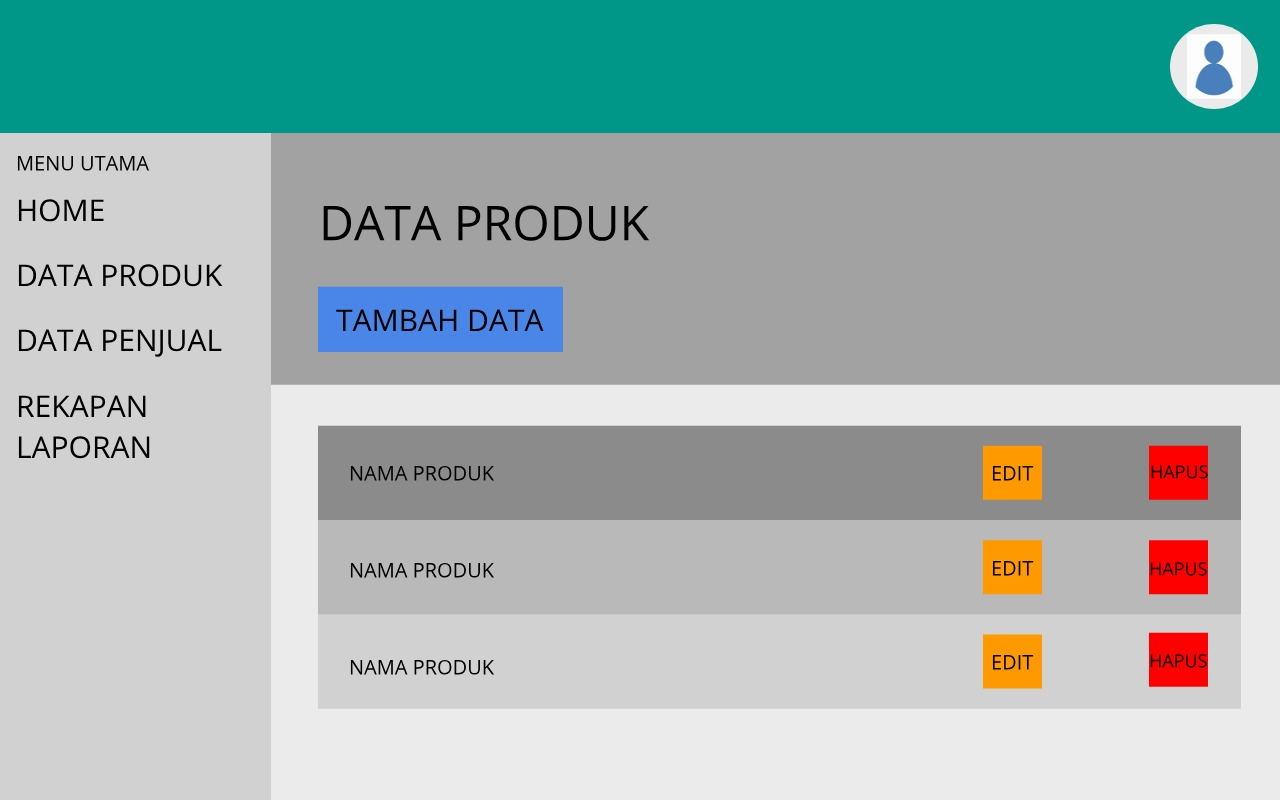 MENU UTAMA
HOME
DATA PRODUK
DATA PENJUAL
REKAPAN
LAPORAN
DATA PRODUK
TAMBAH DATA
NAMA PRODUK EDIT HAPUS
NAMA PRODUK EDIT HAPUS
NAMA PRODUK EDIT HAPUS